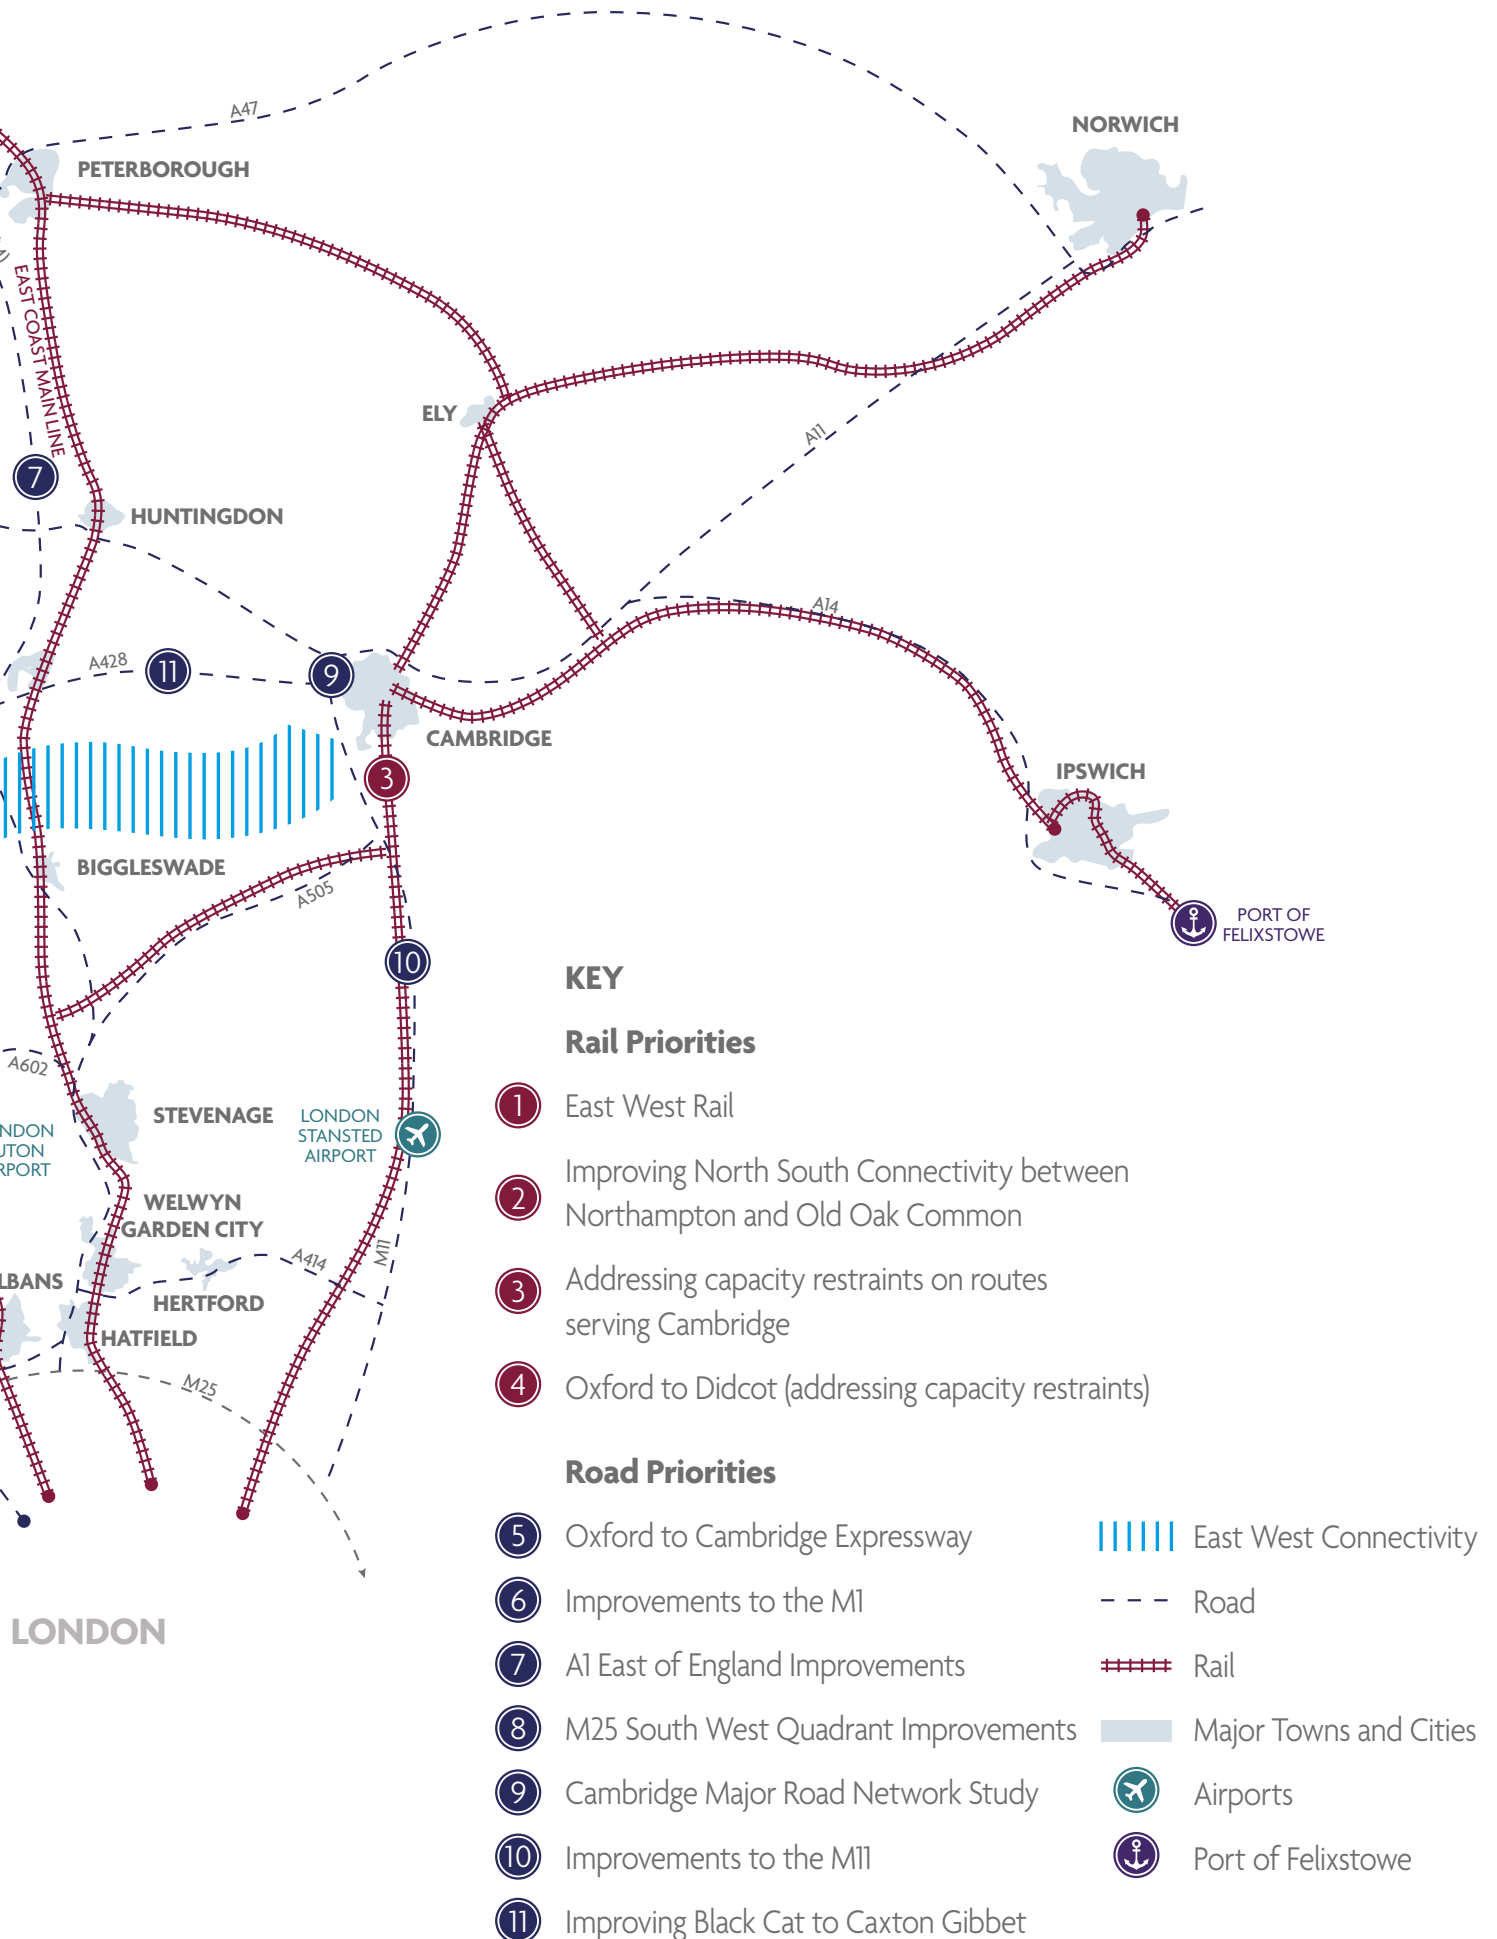 A47
NORWICH
PETERBOROUGH
EAST COAST MAIN LINE
ELY
A11
7
HUNTINGDON
A14
A428
11
9
CAMBRIDGE
3
IPSWICH
BIGGLESWADE
A505
PORT OF
FELIXSTOWE
10
A602
STEVENAGE
LONDON
STANSTED
AIRPORT
NDON
UTON
RPORT
WELWYN
GARDEN CITY
A414
M11
LBANS
HERTFORD
HATFIELD
M25
LONDON
KEY
Rail Priorities
1 East West Rail
2 Improving North South Connectivity between
Northampton and Old Oak Common
3 Addressing capacity restraints on routes
serving Cambridge
4 Oxford to Didcot (addressing capacity restraints)
Road Priorities
5 Oxford to Cambridge Expressway
6 Improvements to the M1
7 A1 East of England Improvements
8 M25 South West Quadrant Improvements
9 Cambridge Major Road Network Study
10 Improvements to the M11
11 Improving Black Cat to Caxton Gibbet
East West Connectivity
Road
Rail
Major Towns and Cities
Airports
Port of Felixstowe